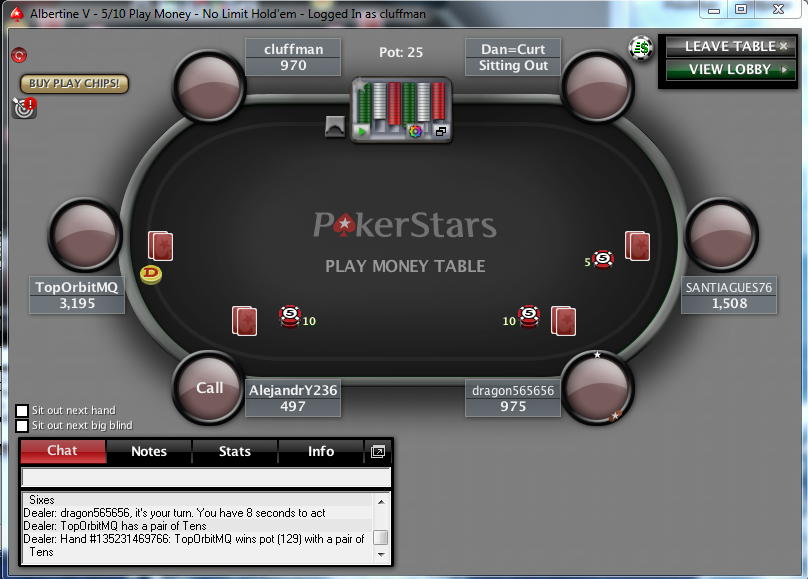 Albertine V - 5/10 Play Money - No Limit Hold'em - Logged In as cluffman
cluffman
970
Pot: 25
Dan=Curt
Sitting Out
LEAVE TABLE
VIEW LOBBY
BUY PLAY CHIPS!
PokerStars
PLAY MONEY TABLE
TopOrbitMQ
3,195
D
5
SANTIAGUES76
1,508
10
10
Call
AlejandrY236
497
dragon565656
975
Sit out next hand
Sit out next big blind
Chat
Notes
Stats
Info
Sixes
Dealer: dragon565656, it's your turn. You have 8 seconds to act
Dealer: TopOrbitMQ has a pair of Tens
Dealer: Hand #135231469766: TopOrbitMQ wins pot (129) with a pair of
Tens